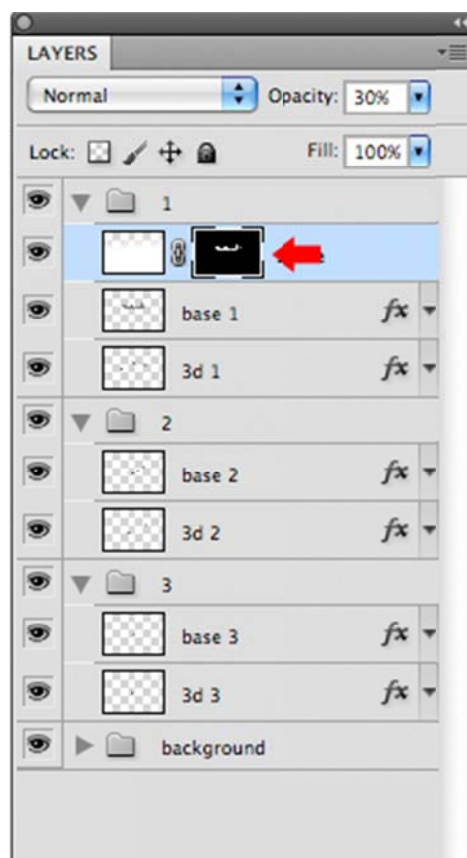 LAYERS
Normal Opacity: 30%
Lock: Fill: 100%
1
base 1 fx
3d 1 fx
2
base 2 fx
3d 2 fx
3
base 3 fx
3d 3 fx
background